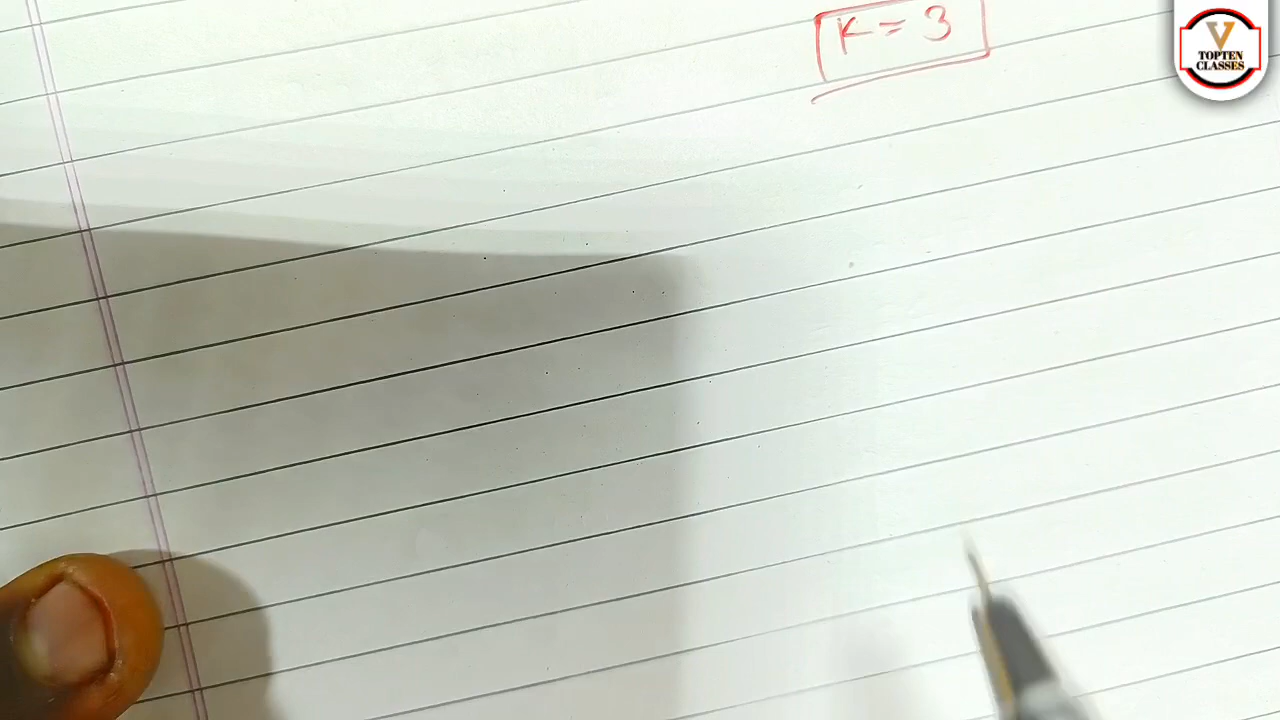 K = 3
V
TOPTEN
CLASSES